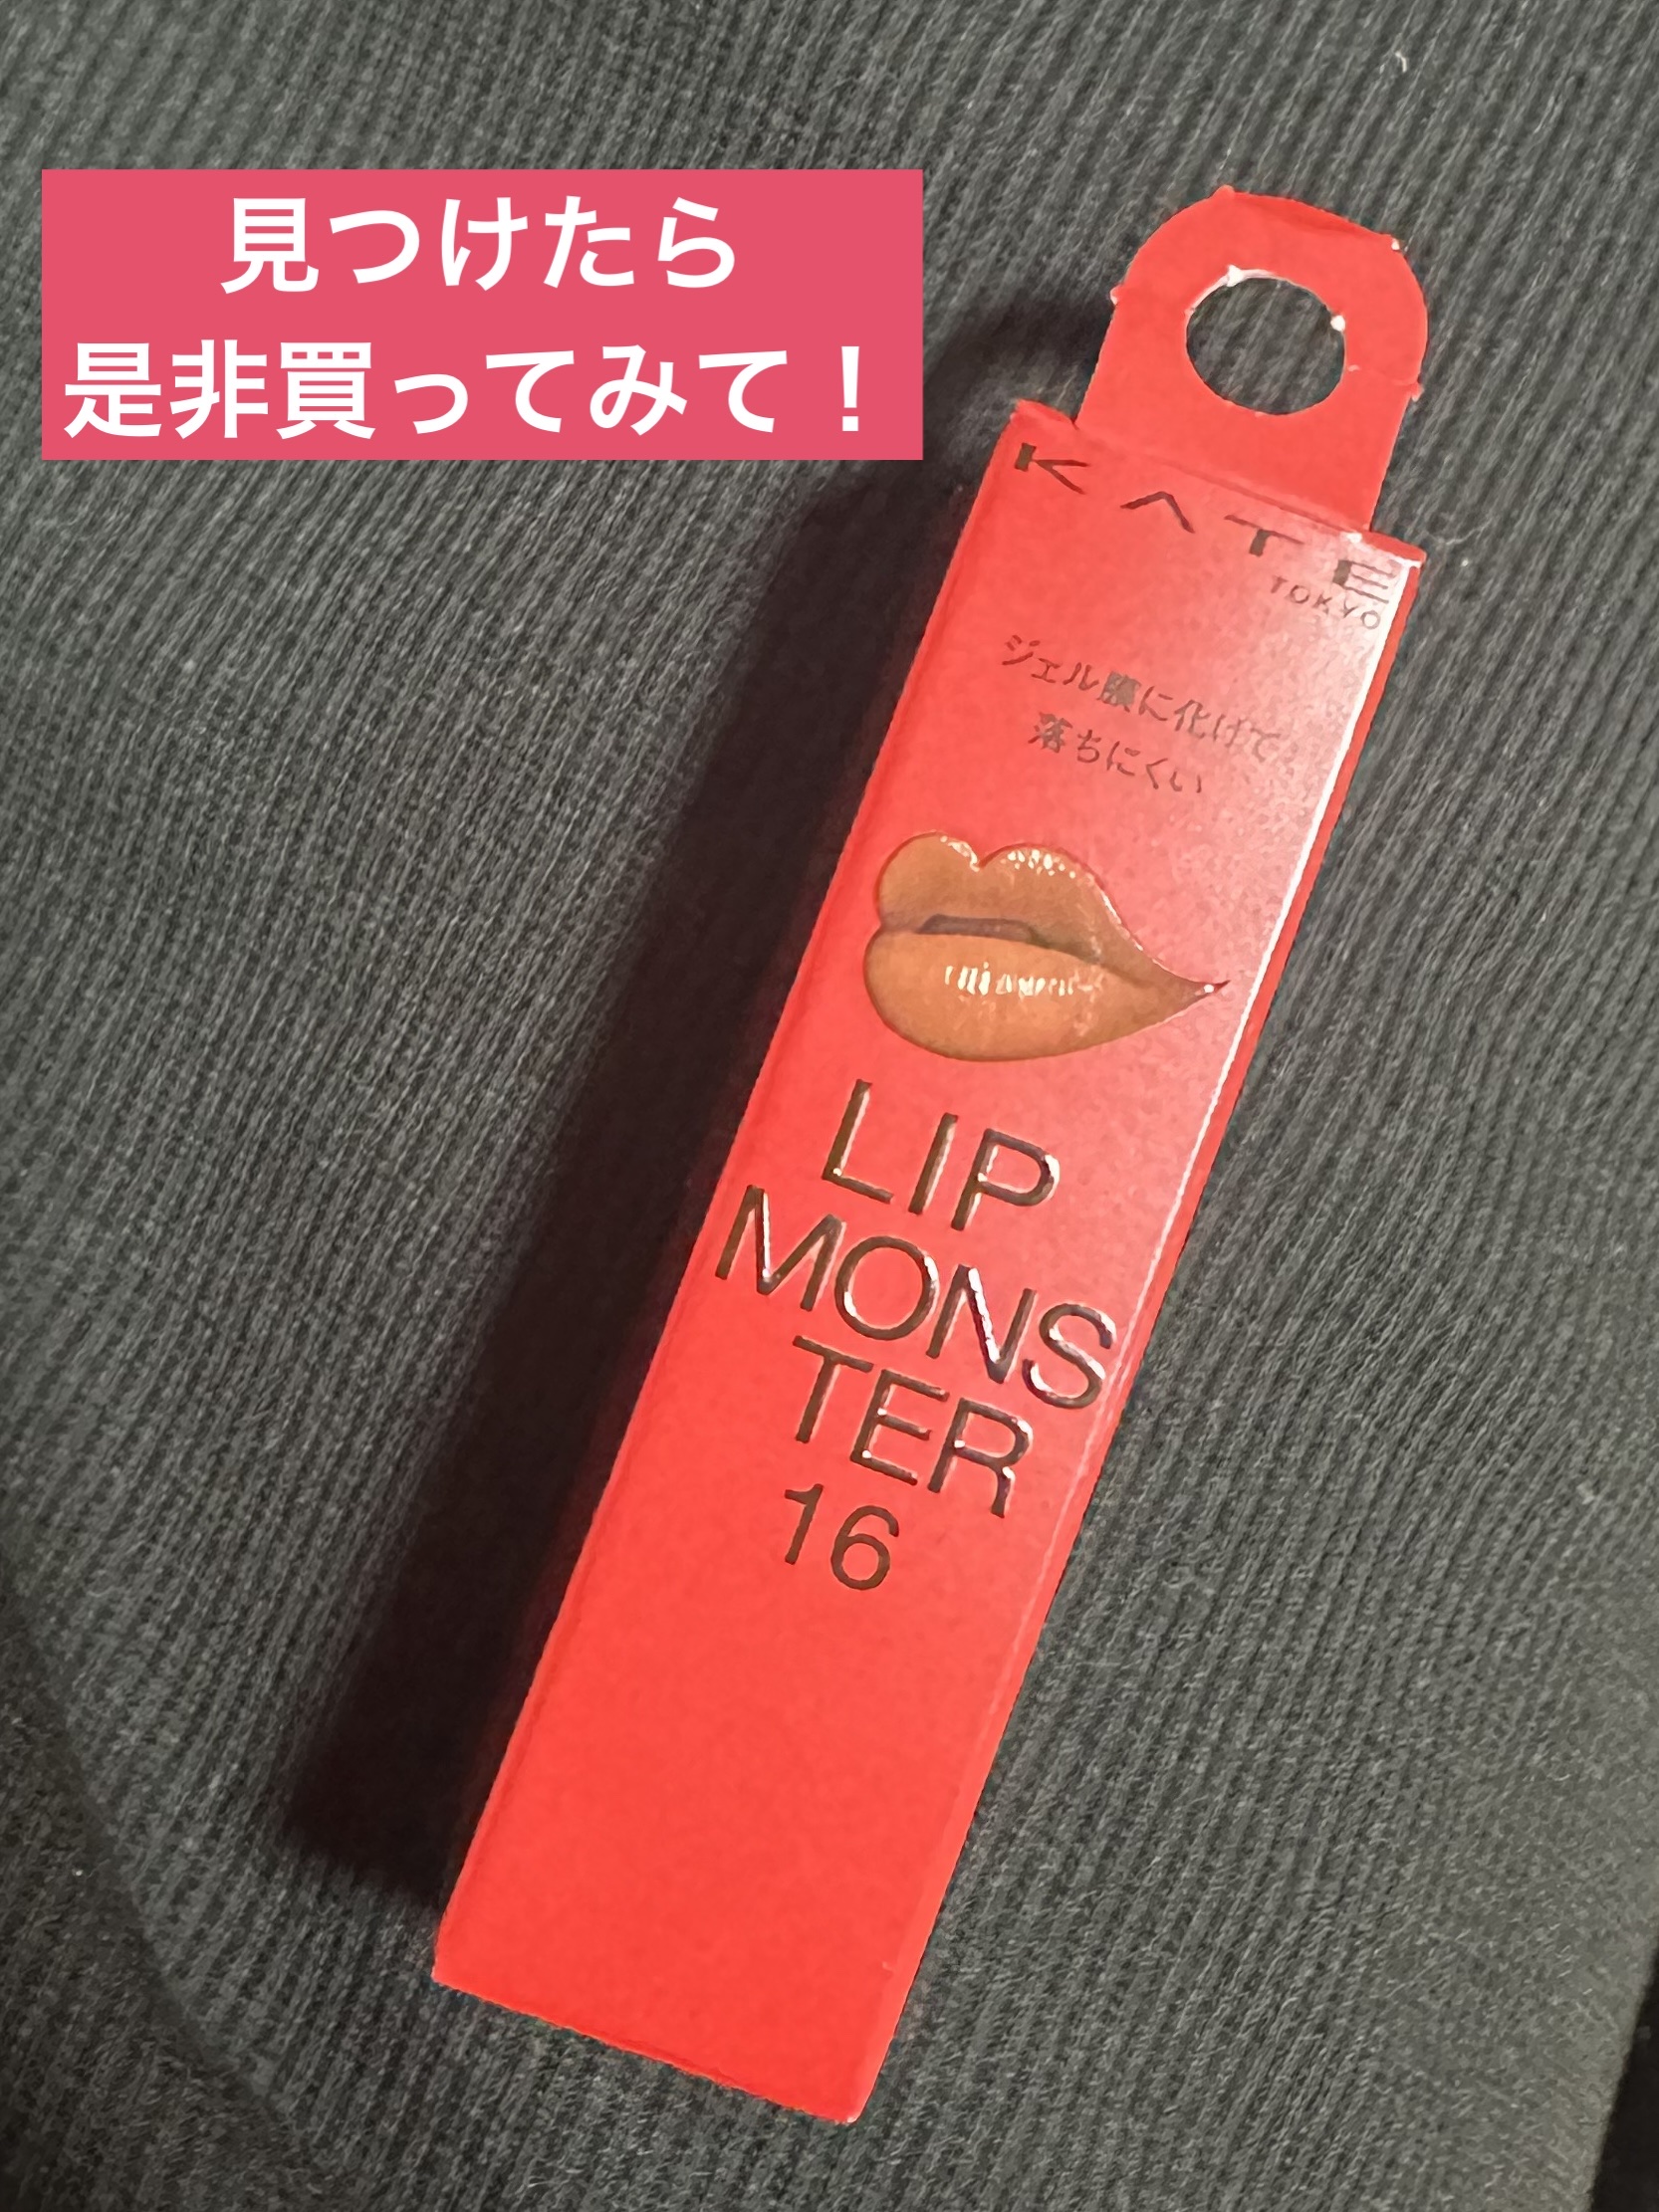 見つけたら
是非買ってみて！
KATE
TOKYO
ジェル膜に化けて、
落ちにくい
LIP
MONS
TER
16